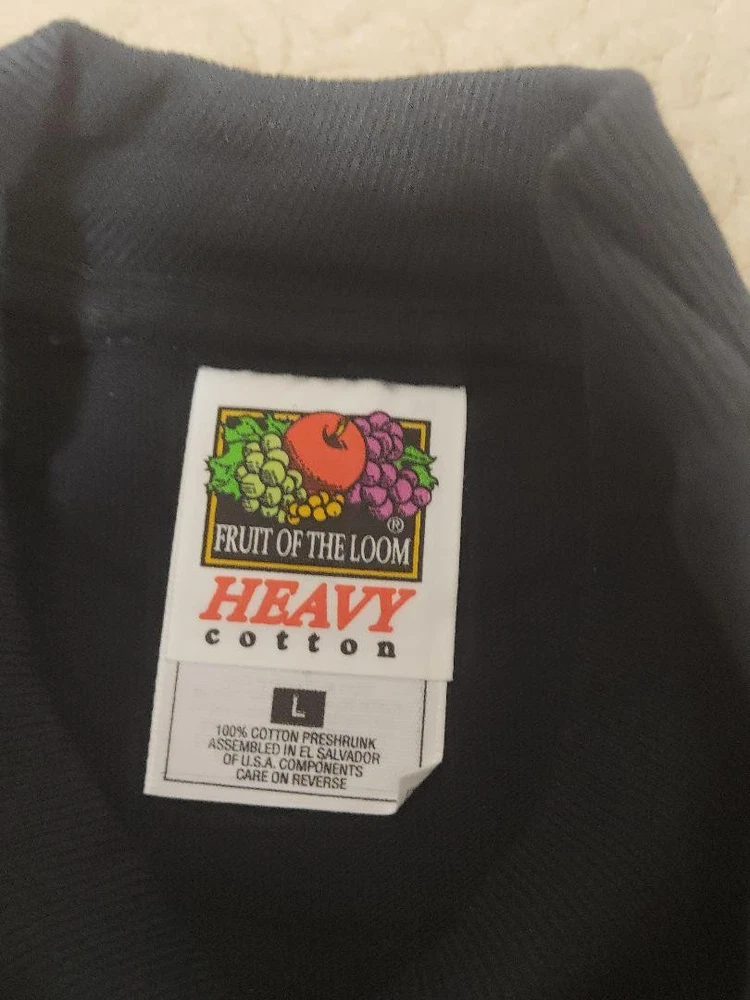 ®
FRUIT OF THE LOOM
HEAVY
cotton
L
100% COTTON PRESHRUNK
ASSEMBLED IN EL SALVADOR
OF U.S.A. COMPONENTS
CARE ON REVERSE